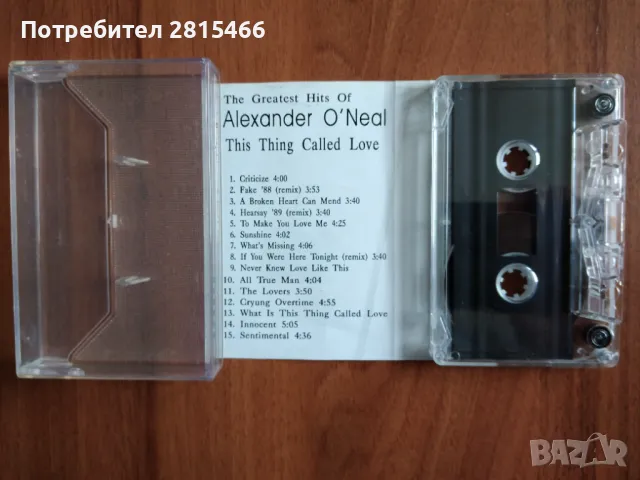 Потребител 2815466
The Greatest Hits Of
Alexander O'Neal
This Thing Called Love
1. Criticize 4:00
2. Fake '88 (remix) 3:53
3. A Broken Heart Can Mend 3:40
4. Hearsay '89 (remix) 3:40
5. To Make You Love Me 4:25
6. Sunshine 4:02
7. What's Missing 4:06
8. If You Were Here Tonight (remix) 3:40
9. Never Knew Love Like This
10. All True Man 4:04
11. The Lovers 3:50
12. Cryung Overtime 4:55
13. What Is This Thing Called Love
14. Innocent 5:05
15. Sentimental 4:36
BAZAR